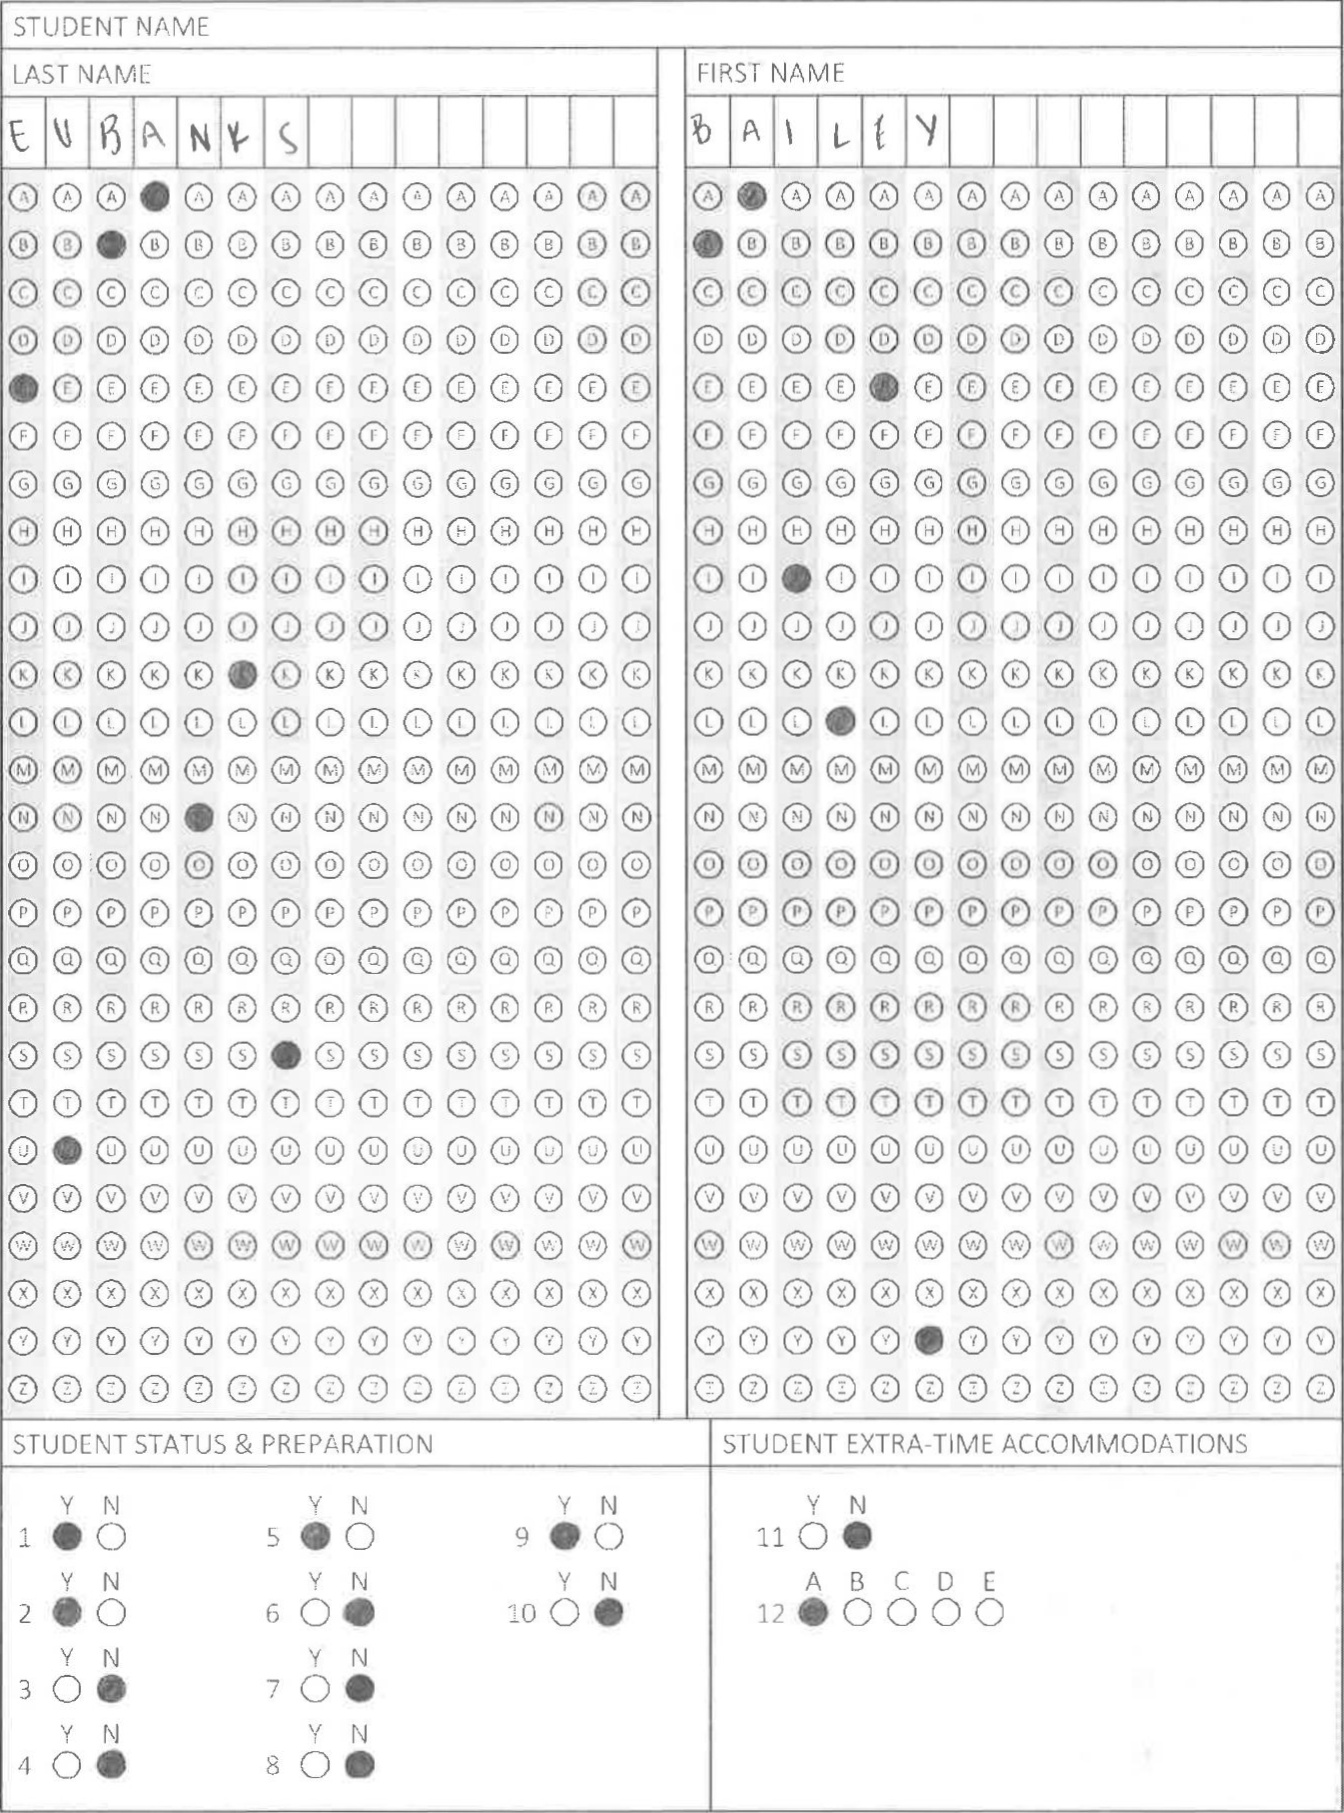 STUDENT NAME
LAST NAME
FIRST NAME
E U B A N K S
B A I L E Y
A A A A A A A A A A A A A A A A A A A A A A A A A A A A
B B B B B B B B B B B B B B B B B B B B B B B B B B B B
C C C C C C C C C C C C C C C C C C C C C C C C C C C C C C
D D D D D D D D D D D D D D D D D D D D D D D D D D D D D D
E E E E E E E E E E E E E E E E E E E E E E E E E E E E
F F F F F F F F F F F F F F F F F F F F F F F F F F F F F F
G G G G G G G G G G G G G G G G G G G G G G G G G G G G G G
H H H H H H H H H H H H H H H H H H H H H H H H H H H H H H
I I I I I I I I I I I I I I I I I I I I I I I I I I I I I
J J J J J J J J J J J J J J J J J J J J J J J J J J J J J J
K K K K K K K K K K K K K K K K K K K K K K K K K K K K K
L L L L L L L L L L L L L L L L L L L L L L L L L L L L L
M M M M M M M M M M M M M M M M M M M M M M M M M M M M M M
N N N N N N N N N N N N N N N N N N N N N N N N N N N N N
O O O O O O O O O O O O O O O O O O O O O O O O O O O O O O
P P P P P P P P P P P P P P P P P P P P P P P P P P P P P P
Q Q Q Q Q Q Q Q Q Q Q Q Q Q Q Q Q Q Q Q Q Q Q Q Q Q Q Q Q Q
R R R R R R R R R R R R R R R R R R R R R R R R R R R R R R
S S S S S S S S S S S S S S S S S S S S S S S S S S S S S
T T T T T T T T T T T T T T T T T T T T T T T T T T T T T T
U U U U U U U U U U U U U U U U U U U U U U U U U U U U U
V V V V V V V V V V V V V V V V V V V V V V V V V V V V V V
W W W W W W W W W W W W W W W W W W W W W W W W W W W W W W
X X X X X X X X X X X X X X X X X X X X X X X X X X X X X X
Y Y Y Y Y Y Y Y Y Y Y Y Y Y Y Y Y Y Y Y Y Y Y Y Y Y Y Y Y
Z Z Z Z Z Z Z Z Z Z Z Z Z Z Z Z Z Z Z Z Z Z Z Z Z Z Z Z Z Z
STUDENT STATUS & PREPARATION
Y N
1
Y N
2
Y N
3
Y N
4
Y N
5
Y N
6
Y N
7
Y N
8
Y N
9
Y N
10
STUDENT EXTRA-TIME ACCOMMODATIONS
Y N
11
A B C D E
12